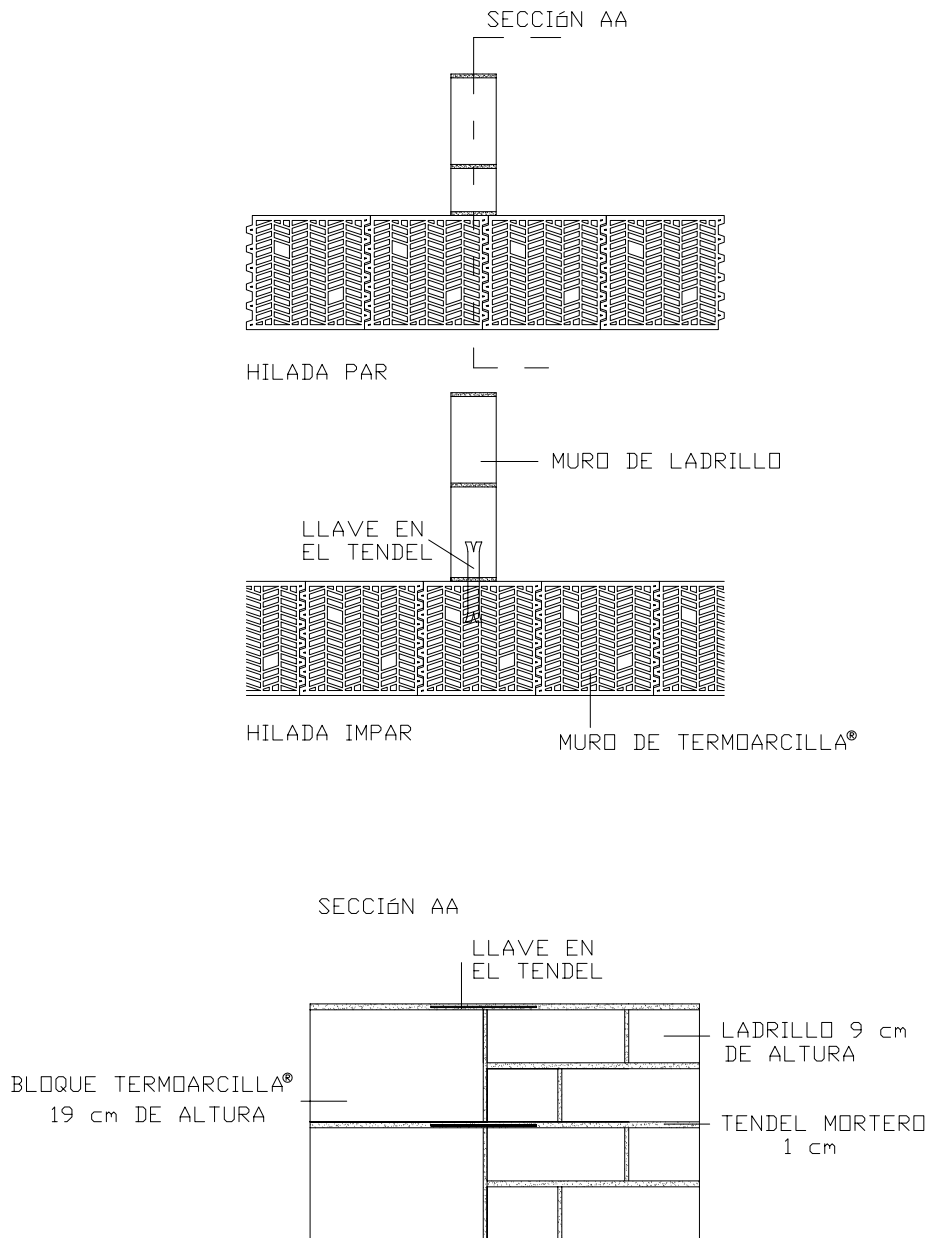 SECCIóN AA
HILADA PAR
MURO DE LADRILLO
LLAVE EN
EL TENDEL
HILADA IMPAR
MURO DE TERMOARCILLA®
SECCIóN AA
LLAVE EN
EL TENDEL
LADRILLO 9 cm
DE ALTURA
BLOQUE TERMOARCILLA®
19 cm DE ALTURA
TENDEL MORTERO
1 cm